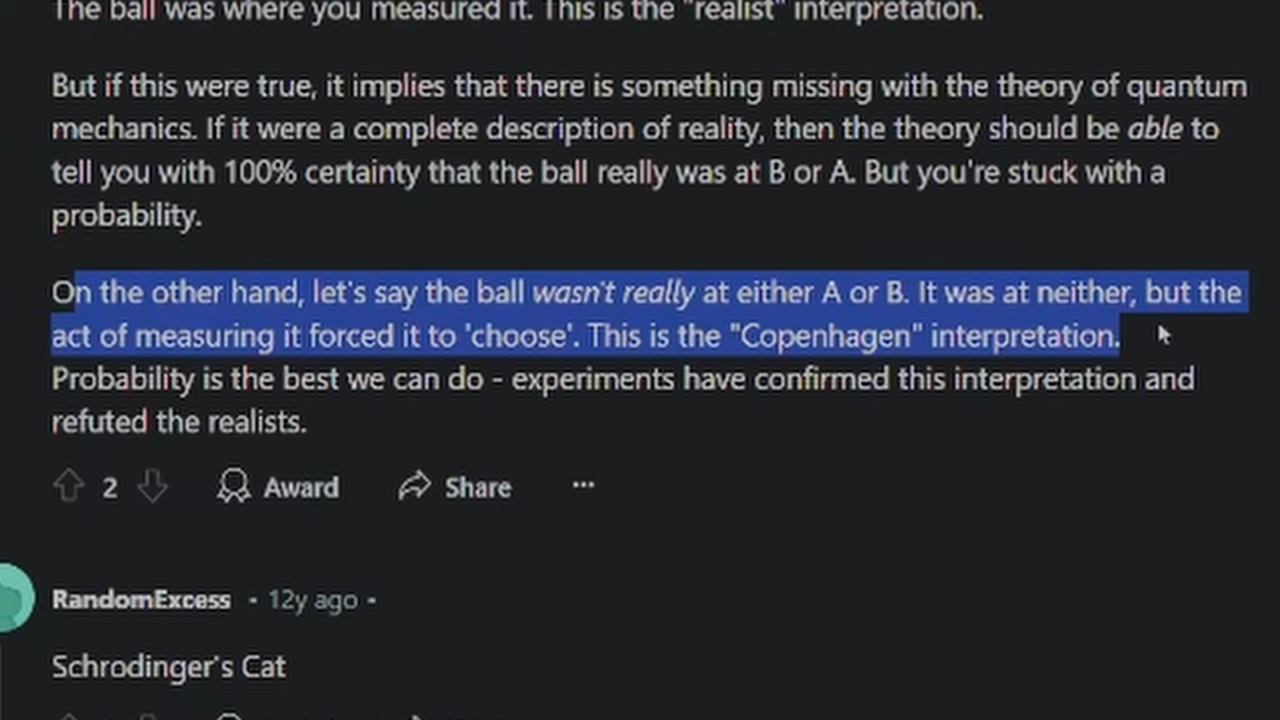 The ball was where you measured it. This is the "realist" interpretation.
But if this were true, it implies that there is something missing with the theory of quantum
mechanics. If it were a complete description of reality, then the theory should be able to
tell you with 100% certainty that the ball really was at B or A. But you're stuck with a
probability.
On the other hand, let's say the ball wasn't really at either A or B. It was at neither, but the
act of measuring it forced it to 'choose'. This is the "Copenhagen" interpretation.
Probability is the best we can do - experiments have confirmed this interpretation and
refuted the realists.
2 Award Share ...
RandomExcess • 12y ago •
Schrodinger's Cat